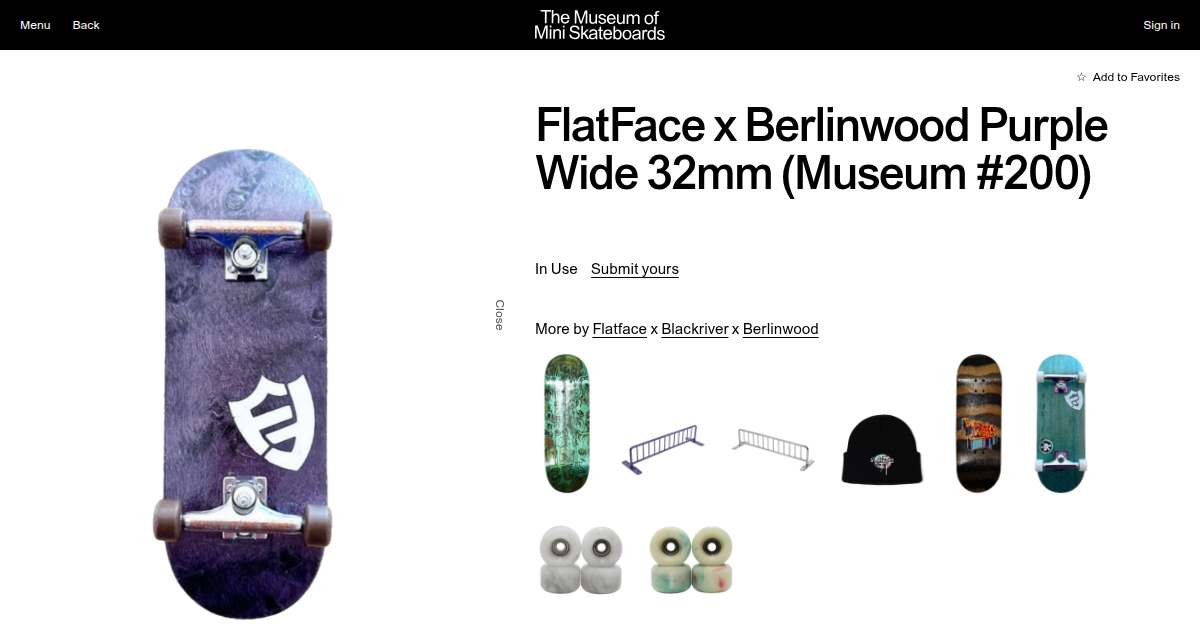 Menu Back
The Museum of
Mini Skateboards
Sign in
☆ Add to Favorites
FlatFace x Berlinwood Purple
Wide 32mm (Museum #200)
In Use Submit yours
Close
More by Flatface x Blackriver x Berlinwood